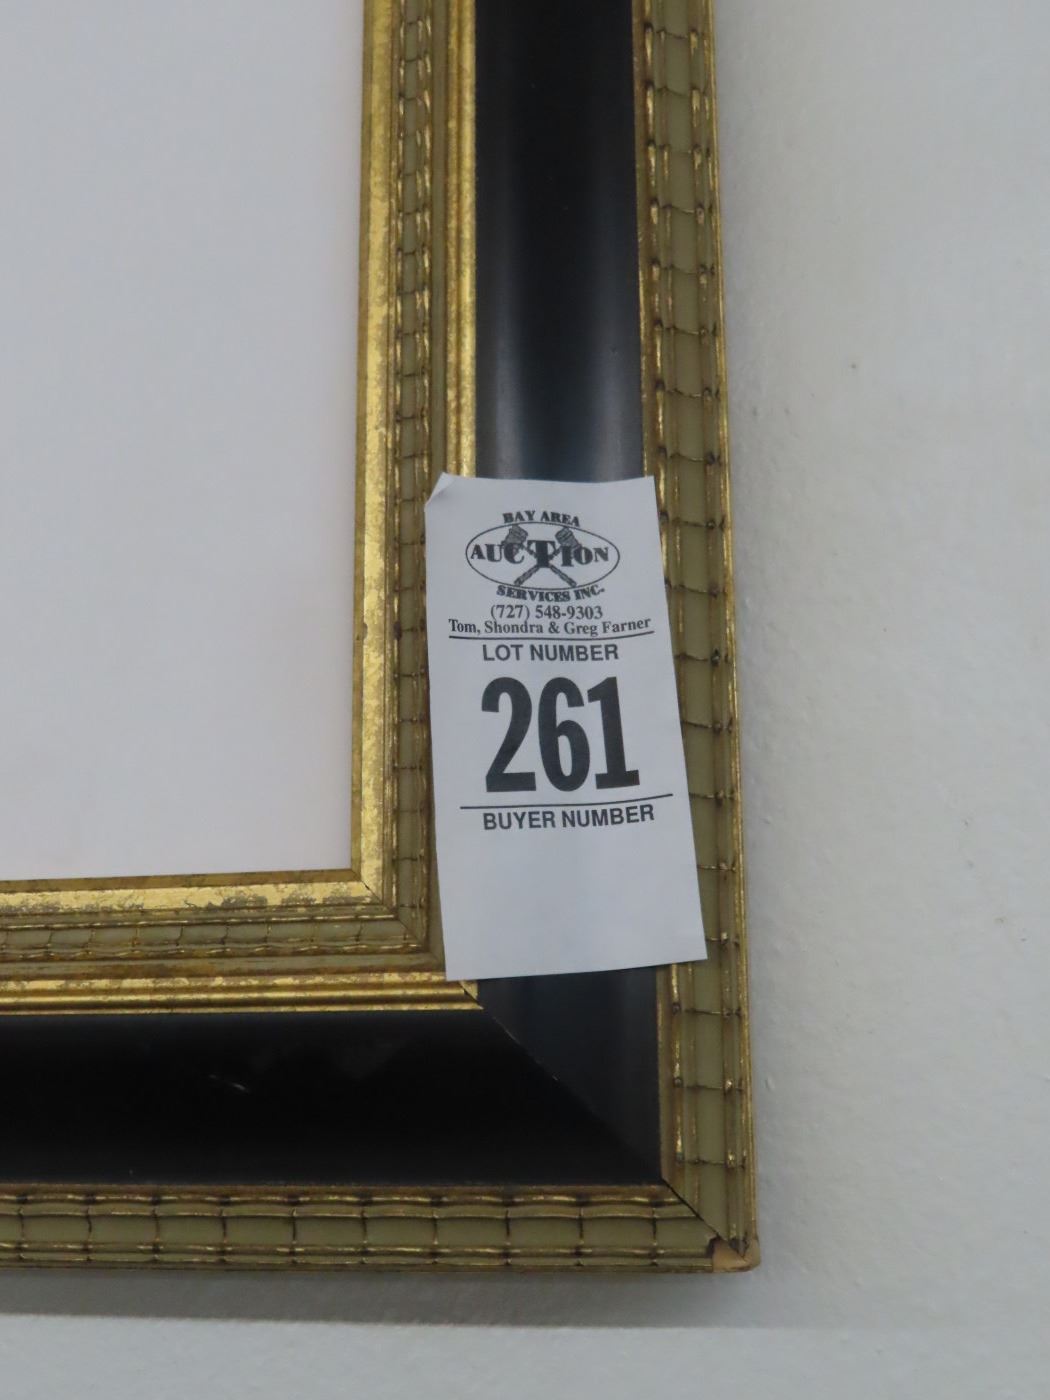 BAY AREA
AUCTION
SERVICES INC.
(727) 548-9303
Tom, Shondra & Greg Farner
LOT NUMBER
261
BUYER NUMBER